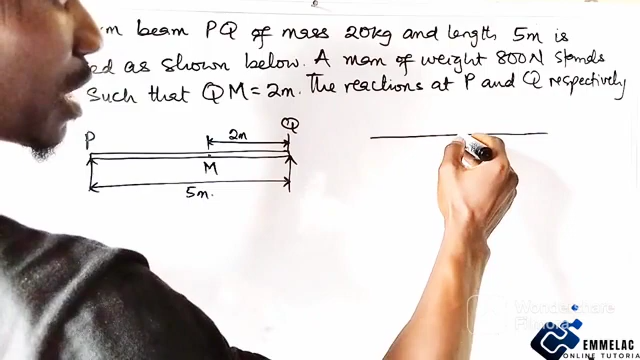 m beam PQ of mass 20kg and length 5m is
ed as shown below. A man of weight 800N stands
Such that QM = 2m. The reactions at P and Q respectively
P
2m
Q
M
5m.
Wondershare
Filmora
EMMELAC
ONLINE TUTORIA